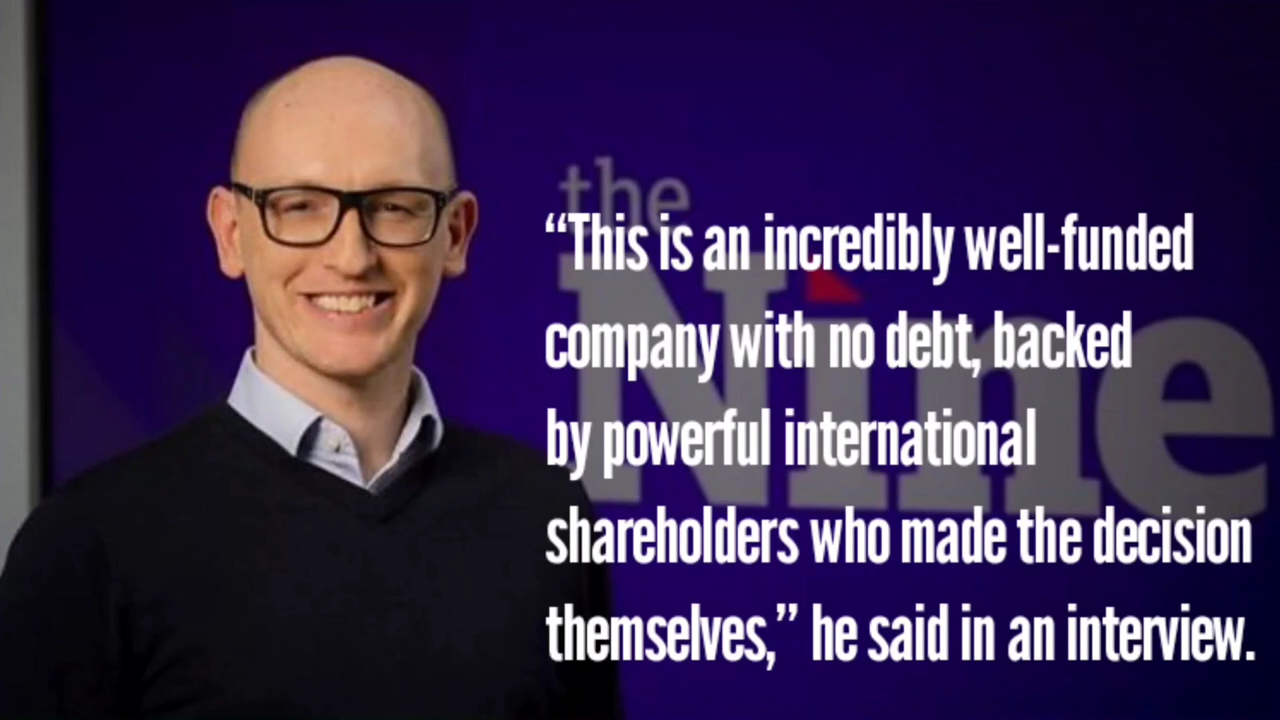 the
Nine
“This is an incredibly well-funded
company with no debt, backed
by powerful international
shareholders who made the decision
themselves,” he said in an interview.